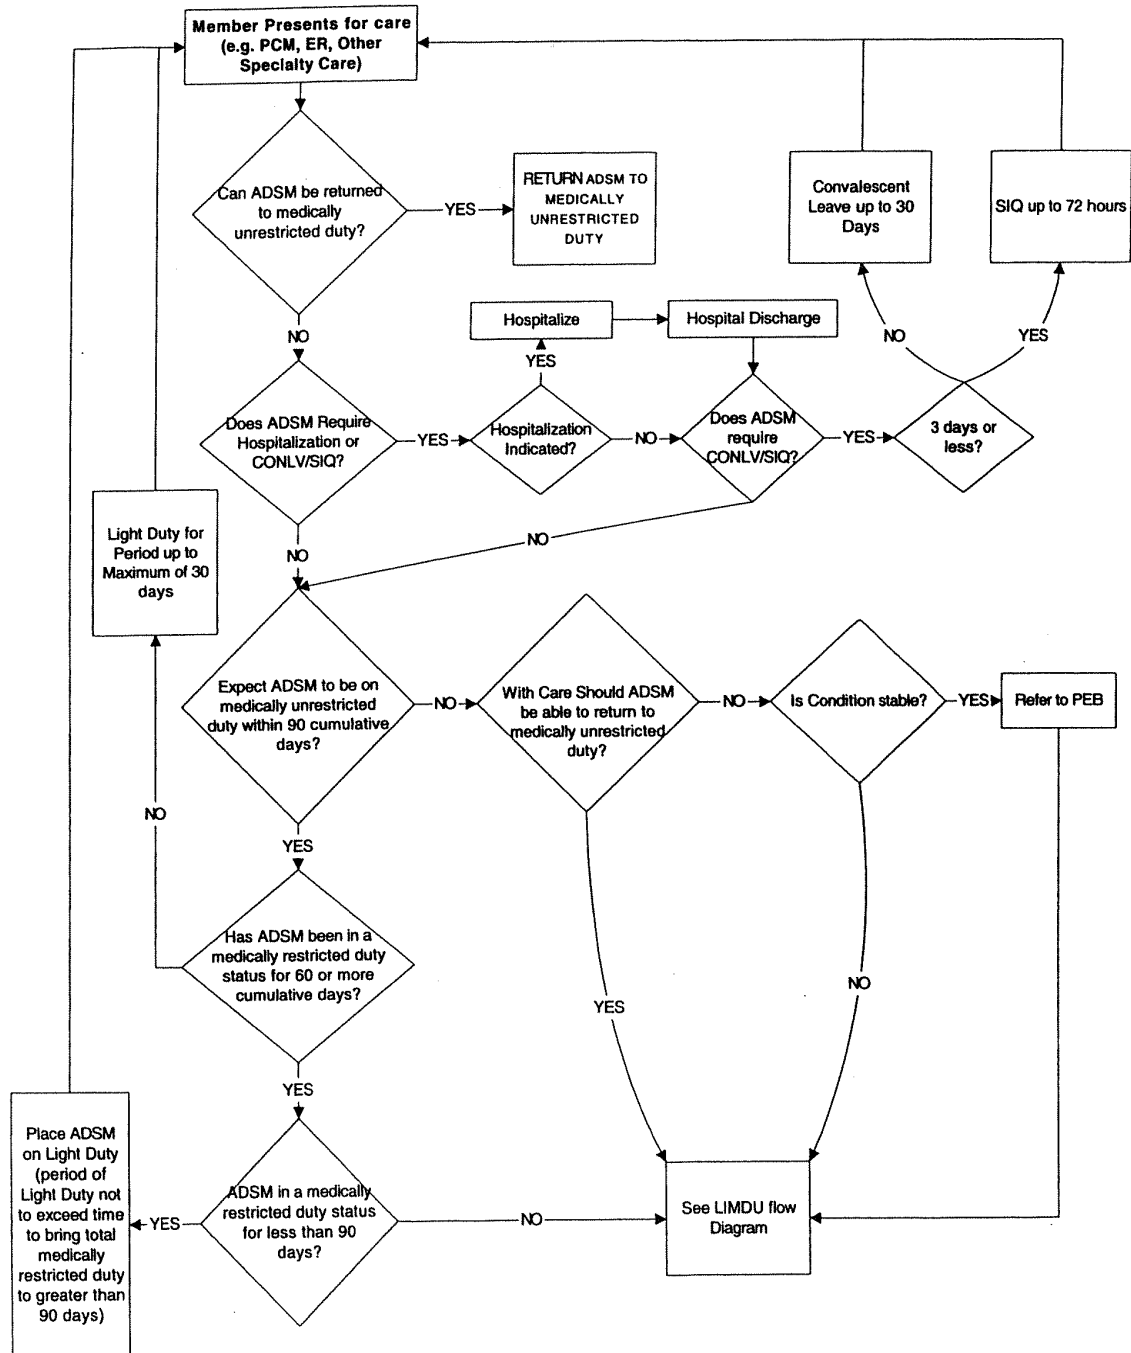 Member Presents for care
(e.g. PCM, ER, Other
Specialty Care)
Can ADSM be returned
to medically
unrestricted duty?
YES
RETURN ADSM TO
MEDICALLY
UNRESTRICTED
DUTY
Convalescent
Leave up to 30
Days
SIQ up to 72 hours
NO
Hospitalize
Hospital Discharge
NO
YES
YES
Does ADSM Require
Hospitalization or
CONLV/SIQ?
YES
Hospitalization
Indicated?
NO
Does ADSM
require
CONLV/SIQ?
YES
3 days or
less?
NO
NO
Light Duty for
Period up to
Maximum of 30
days
Expect ADSM to be on
medically unrestricted
duty within 90 cumulative
days?
NO
With Care Should ADSM
be able to return to
medically unrestricted
duty?
NO
Is Condition stable?
YES
Refer to PEB
NO
YES
Has ADSM been in a
medically restricted duty
status for 60 or more
cumulative days?
YES
NO
YES
Place ADSM
on Light Duty
(period of
Light Duty not
to exceed time
to bring total
medically
restricted duty
to greater than
90 days)
YES
ADSM in a medically
restricted duty status
for less than 90
days?
NO
See LIMDU flow
Diagram